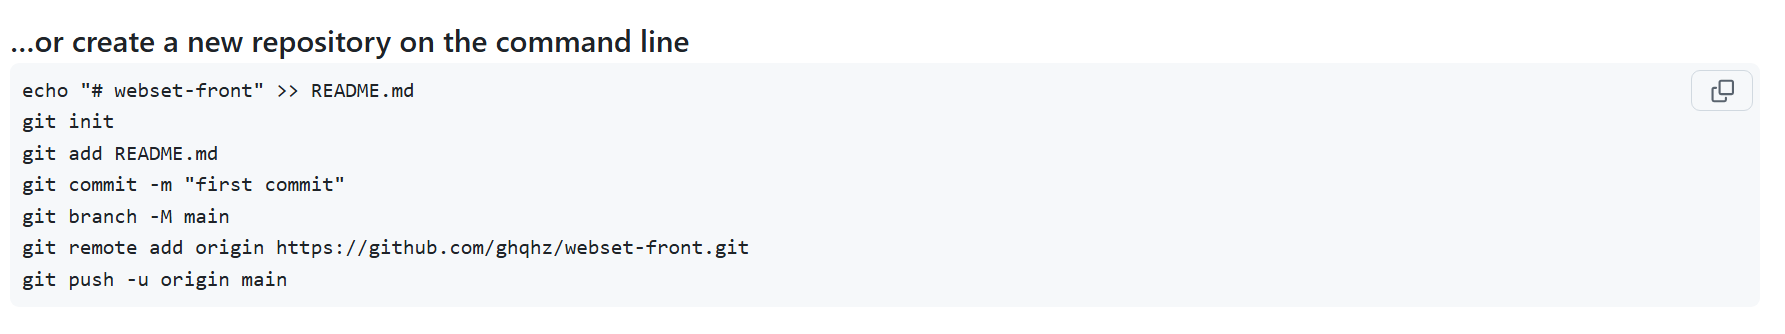 ...or create a new repository on the command line
echo "# webset-front" >> README.md
git init
git add README.md
git commit -m "first commit"
git branch -M main
git remote add origin https://github.com/ghqhz/webset-front.git
git push -u origin main